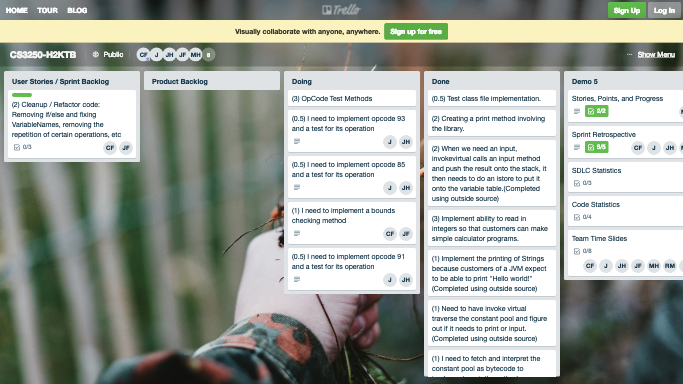 HOME TOUR BLOG
Trello
Sign Up Log In
Visually collaborate with anyone, anywhere. Sign up for free
CS3250-H2KTB Public CF J JH JF MH 8 ··· Show Menu
User Stories / Sprint Backlog
(2) Cleanup / Refactor code:
Removing if/else and fixing
VariableNames, removing the
repetition of certain operations, etc
0/3 CF JF
Product Backlog
Doing
(3) OpCode Test Methods
(0.5) I need to implement opcode 93
and a test for its operation
J JH
(0.5) I need to implement opcode 85
and a test for its operation
J JH
(1) I need to implement a bounds
checking method
CF JF
(0.5) I need to implement opcode 91
and a test for its operation
J JH
Done
(0.5) Test class file implementation.
(2) Creating a print method involving
the library.
(2) When we need an input,
invokevirtual calls an input method
and push the result onto the stack, it
then needs to do an istore to put it
onto the variable table.(Completed
using outside source)
(3) Implement ability to read in
integers so that customers can make
simple calculator programs.
(1) Implement the printing of Strings
because customers of a JVM expect
to be able to print "Hello world!"
(Completed using outside source)
(1) Need to have invoke virtual
traverse the constant pool and figure
out if it needs to print or input.
(Completed using outside source)
(1) I need to fetch and interpret the
constant pool as bytecode to
Demo 5
Stories, Points, and Progress
2/2
Sprint Retrospective
5/5 CF J JH
SDLC Statistics
0/3
Code Statistics
0/4
Team Time Slides
0/8
CF J JH JF MH RM